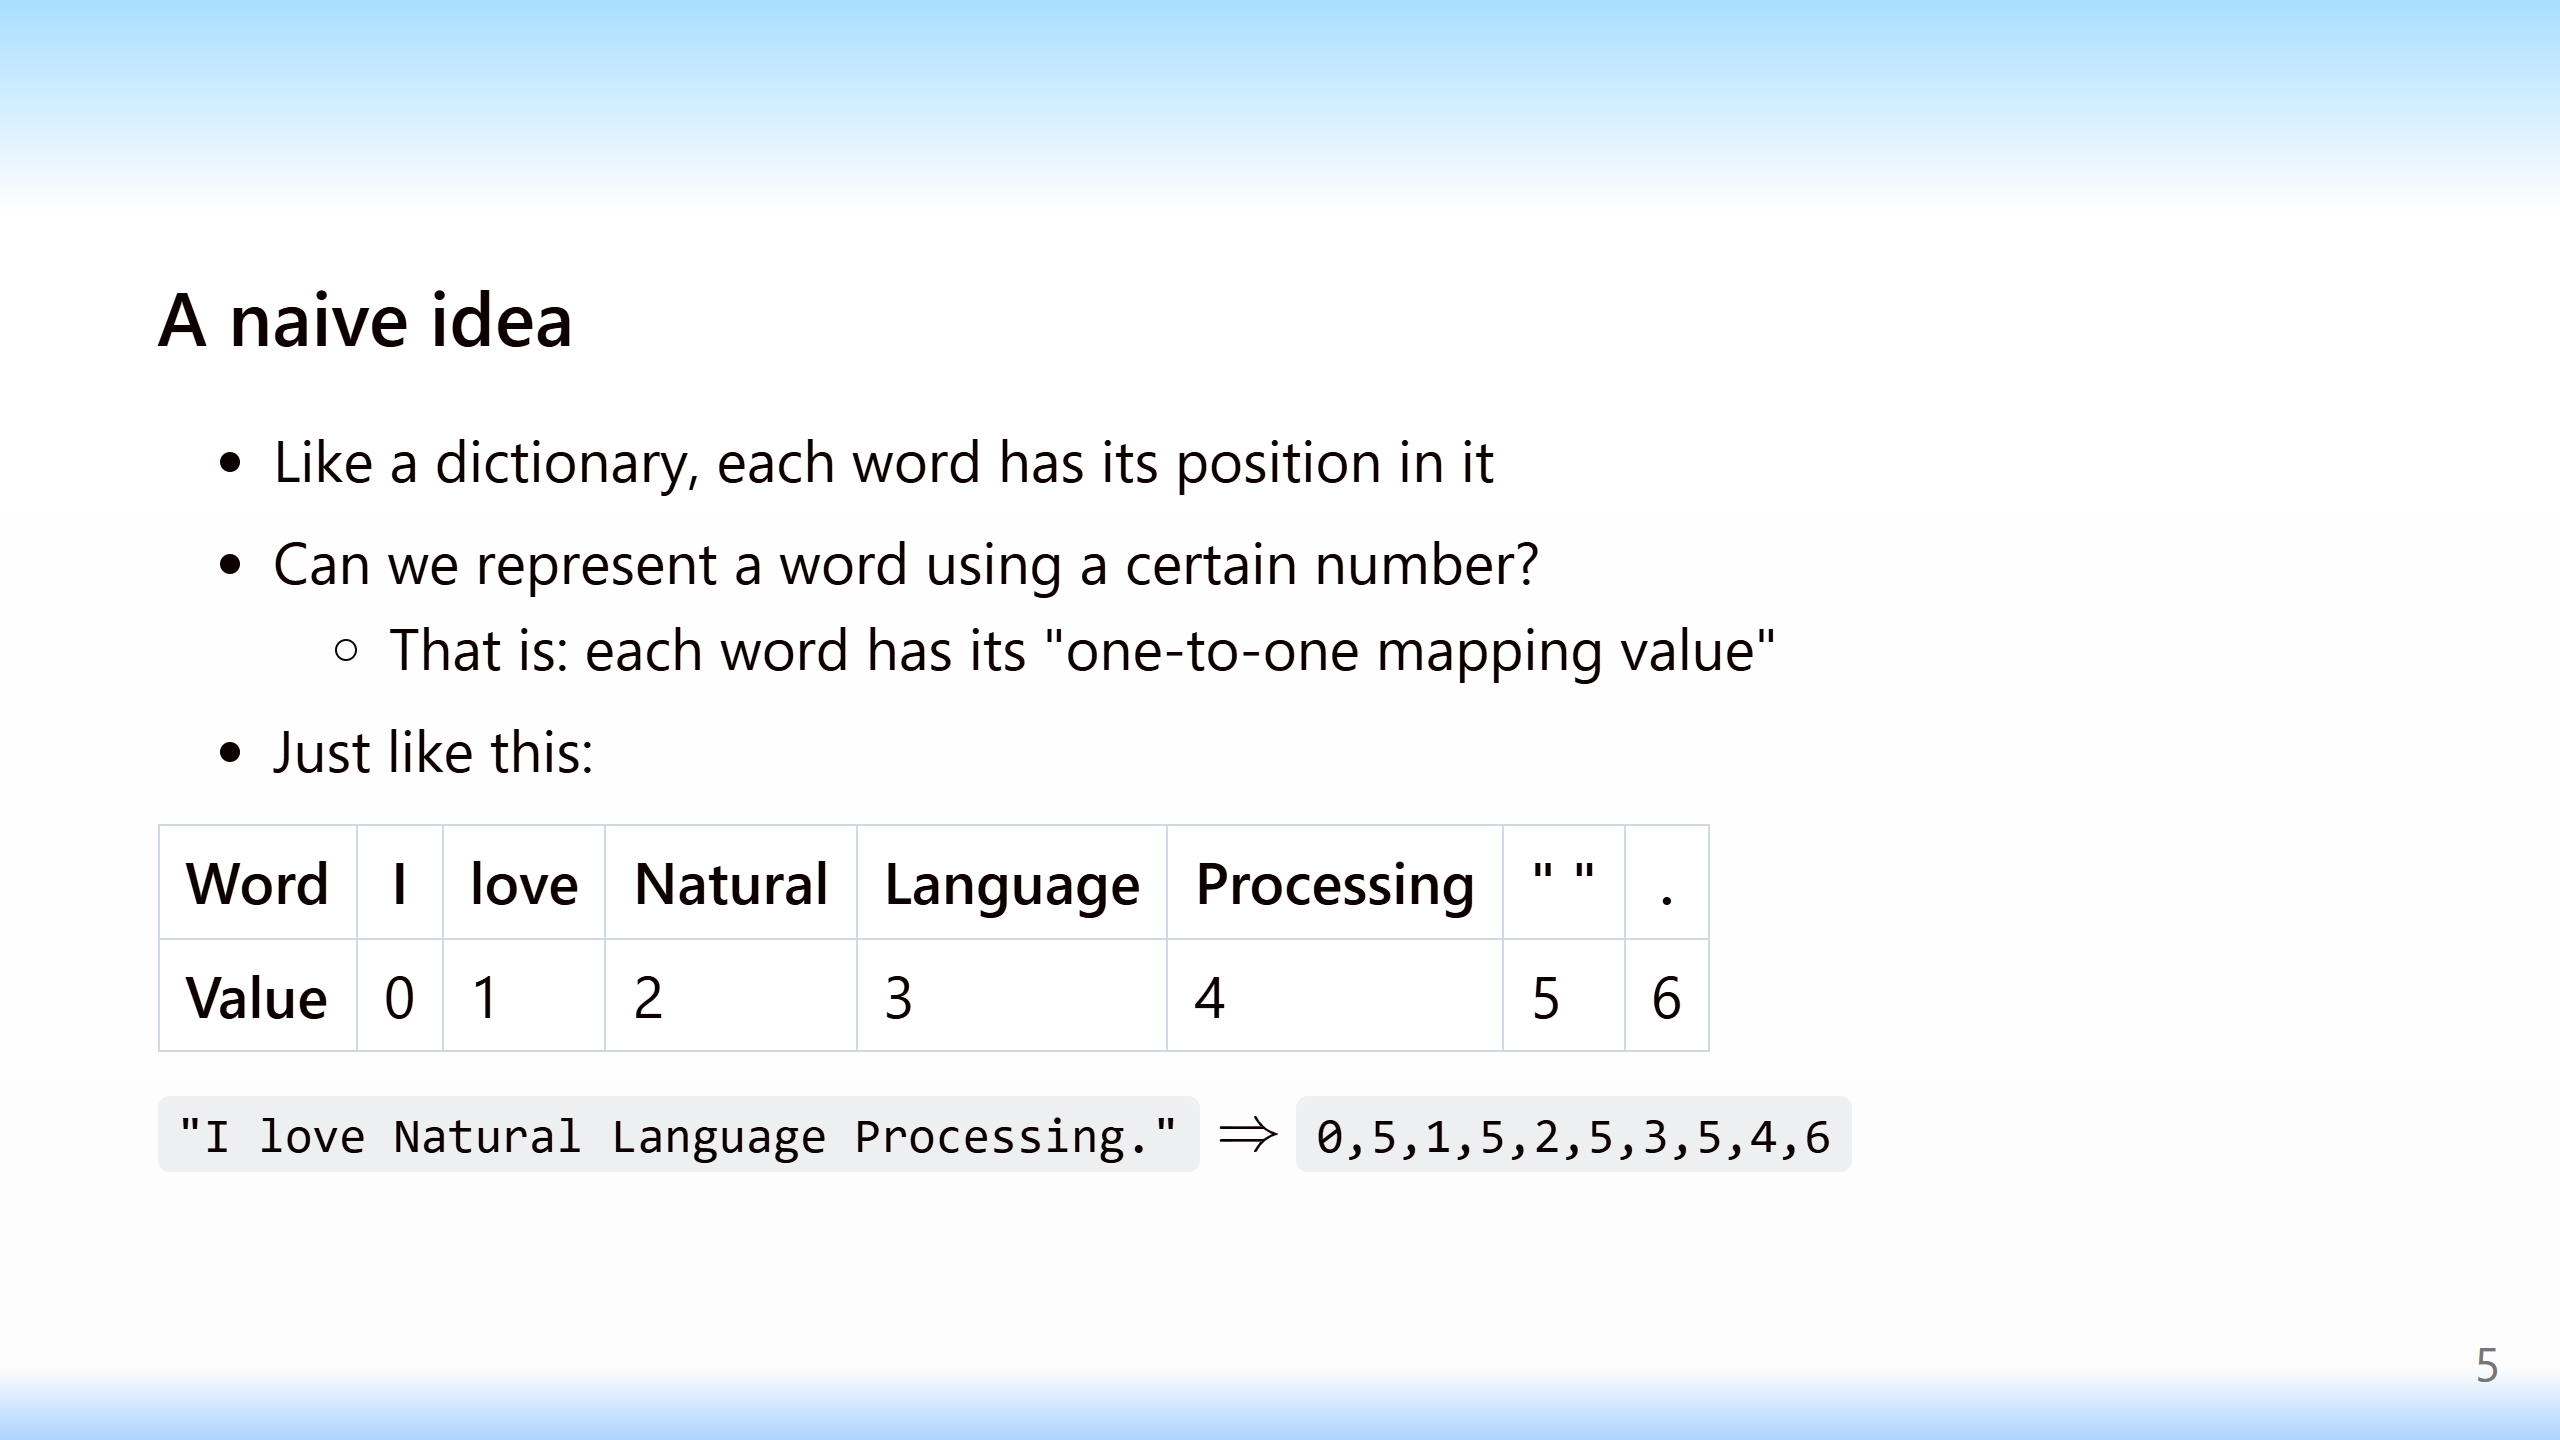 A naive idea
Like a dictionary, each word has its position in it
Can we represent a word using a certain number?
That is: each word has its "one-to-one mapping value"
Just like this:
Word I love Natural Language Processing " " .
Value 0 1 2 3 4 5 6
"I love Natural Language Processing." ⇒ 0,5,1,5,2,5,3,5,4,6
5